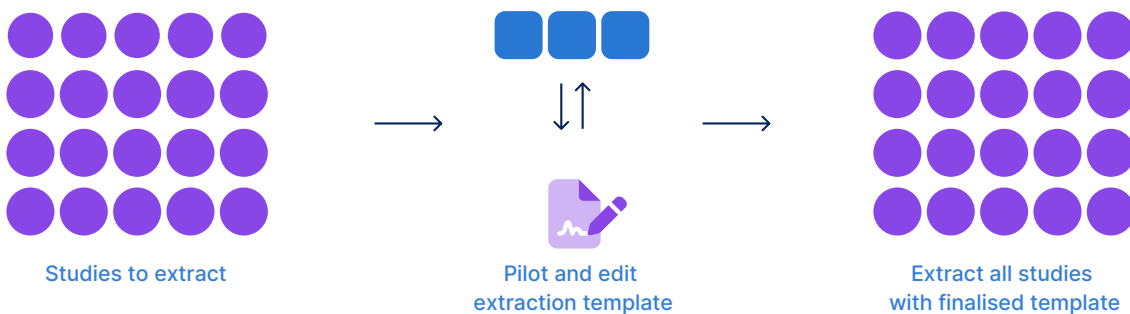 Studies to extract
Pilot and edit
extraction template
Extract all studies
with finalised template